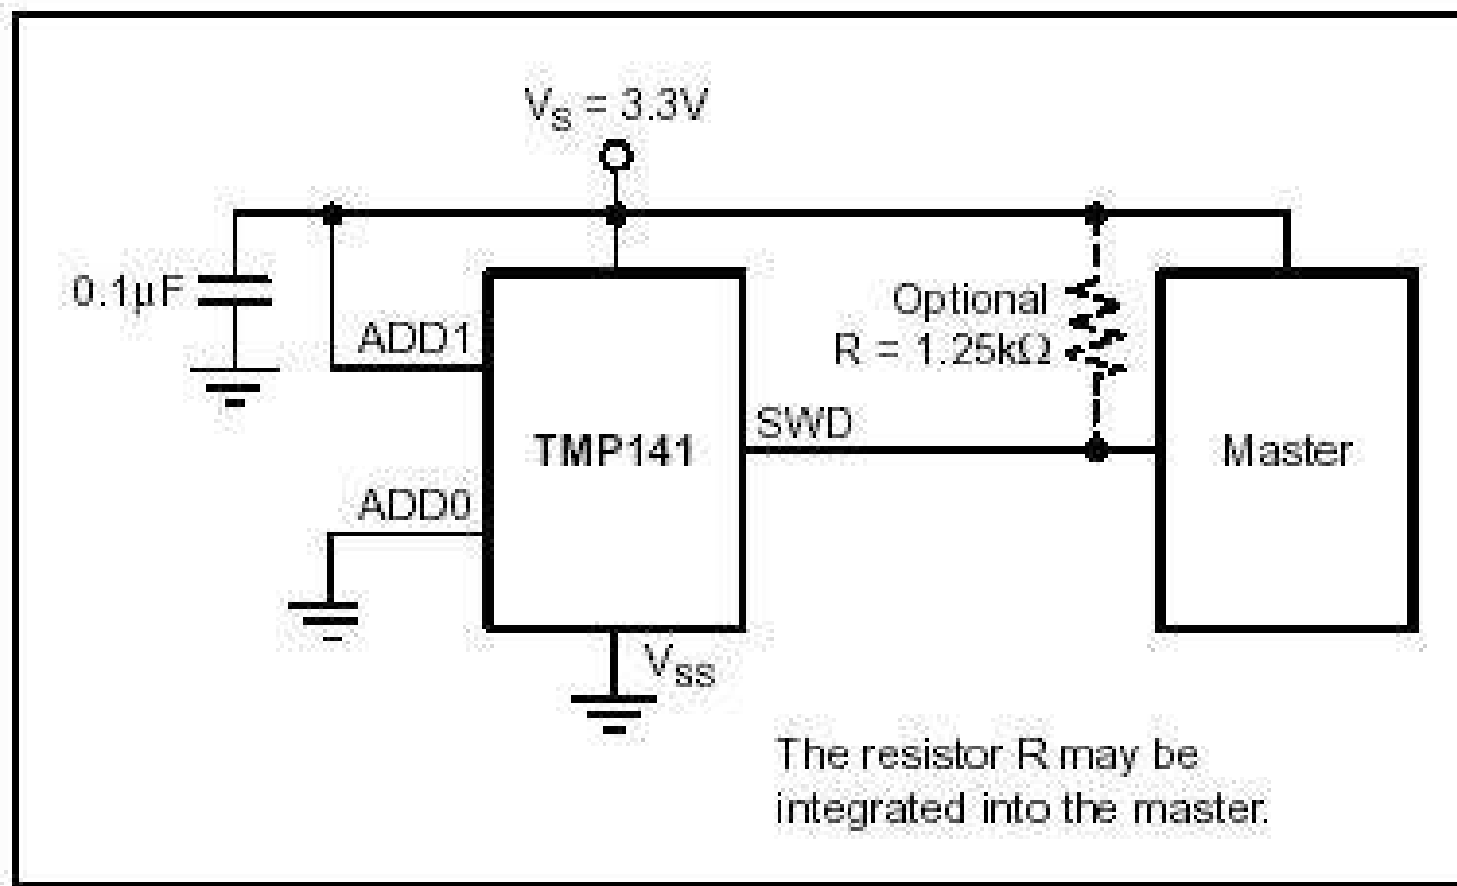 VS = 3.3V
0.1μF
ADD1
Optional
R = 1.25kΩ
SWD
TMP141
Master
ADD0
VSS
The resistor R may be
integrated into the master.